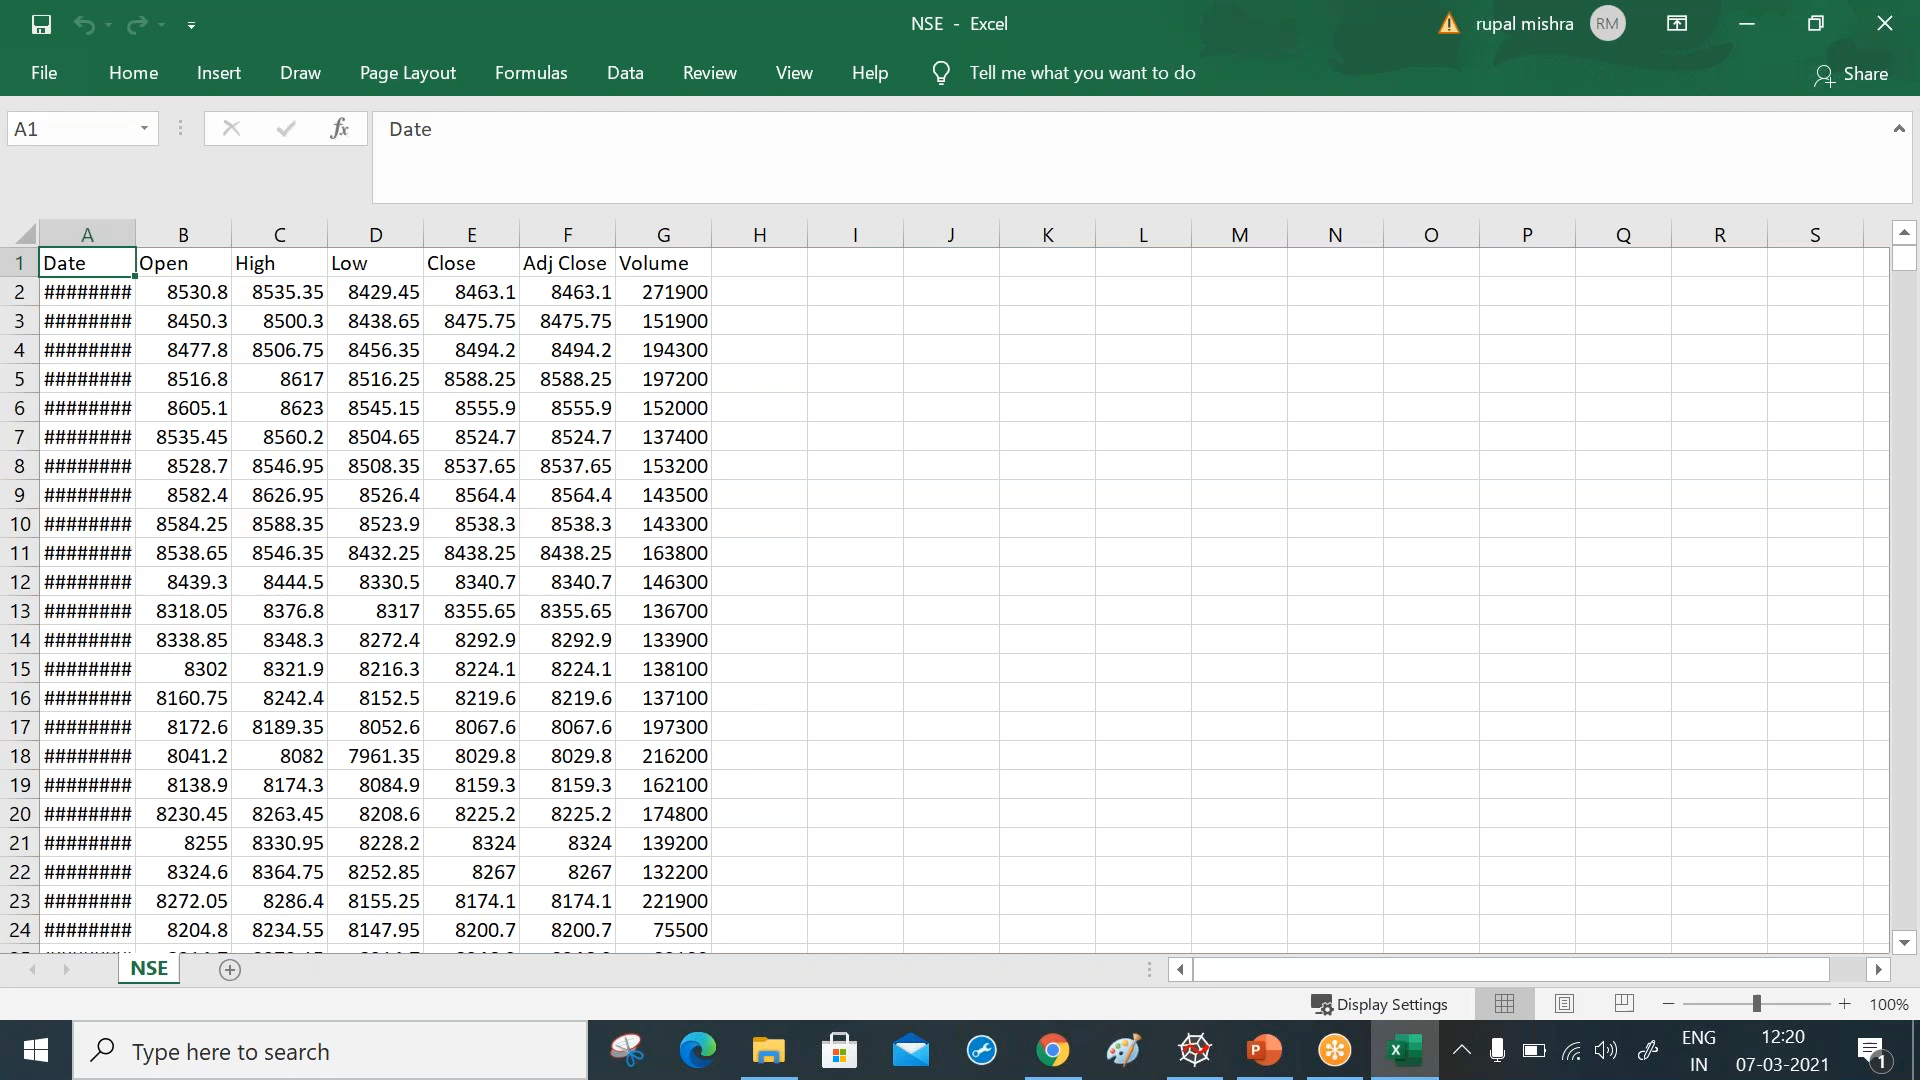 NSE - Excel
rupal mishra RM
File Home Insert Draw Page Layout Formulas Data Review View Help Tell me what you want to do Share
A1 fx Date
A B C D E F G H I J K L M N O P Q R S
1 Date Open High Low Close Adj Close Volume
2 ######## 8530.8 8535.35 8429.45 8463.1 8463.1 271900
3 ######## 8450.3 8500.3 8438.65 8475.75 8475.75 151900
4 ######## 8477.8 8506.75 8456.35 8494.2 8494.2 194300
5 ######## 8516.8 8617 8516.25 8588.25 8588.25 197200
6 ######## 8605.1 8623 8545.15 8555.9 8555.9 152000
7 ######## 8535.45 8560.2 8504.65 8524.7 8524.7 137400
8 ######## 8528.7 8546.95 8508.35 8537.65 8537.65 153200
9 ######## 8582.4 8626.95 8526.4 8564.4 8564.4 143500
10 ######## 8584.25 8588.35 8523.9 8538.3 8538.3 143300
11 ######## 8538.65 8546.35 8432.25 8438.25 8438.25 163800
12 ######## 8439.3 8444.5 8330.5 8340.7 8340.7 146300
13 ######## 8318.05 8376.8 8317 8355.65 8355.65 136700
14 ######## 8338.85 8348.3 8272.4 8292.9 8292.9 133900
15 ######## 8302 8321.9 8216.3 8224.1 8224.1 138100
16 ######## 8160.75 8242.4 8152.5 8219.6 8219.6 137100
17 ######## 8172.6 8189.35 8052.6 8067.6 8067.6 197300
18 ######## 8041.2 8082 7961.35 8029.8 8029.8 216200
19 ######## 8138.9 8174.3 8084.9 8159.3 8159.3 162100
20 ######## 8230.45 8263.45 8208.6 8225.2 8225.2 174800
21 ######## 8255 8330.95 8228.2 8324 8324 139200
22 ######## 8324.6 8364.75 8252.85 8267 8267 132200
23 ######## 8272.05 8286.4 8155.25 8174.1 8174.1 221900
24 ######## 8204.8 8234.55 8147.95 8200.7 8200.7 75500
NSE
Display Settings 100%
Type here to search
ENG 12:20
IN 07-03-2021 1